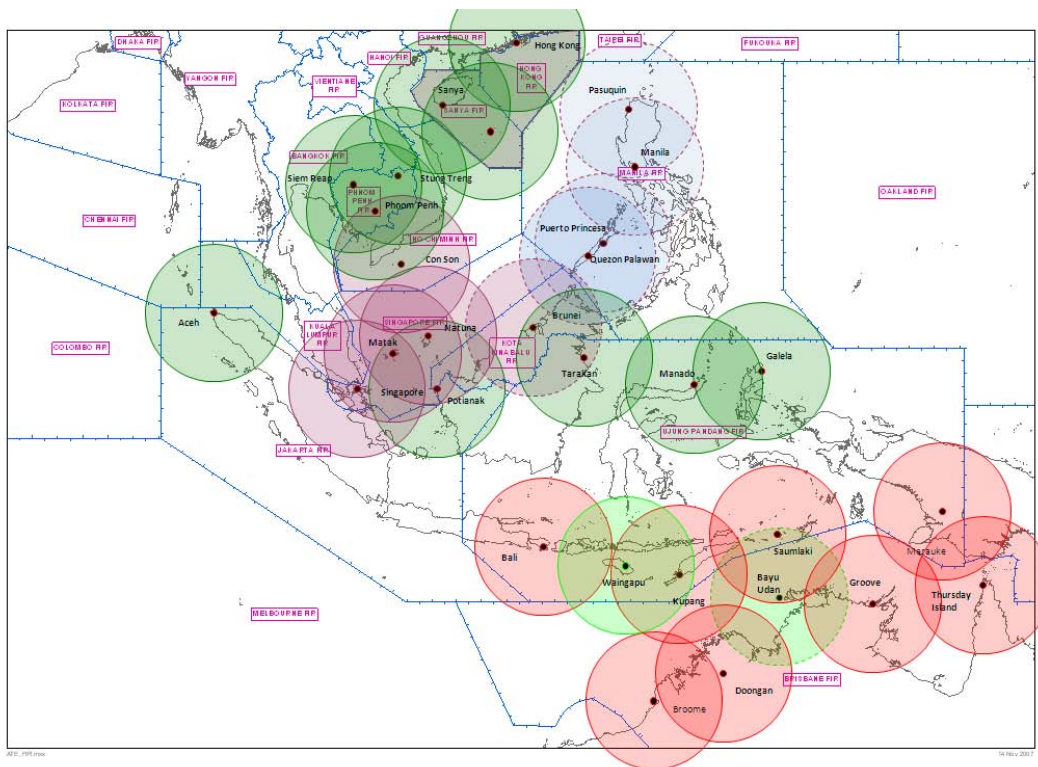 DHAKA FIR
GUANGZHOU FIR
TAIPEI FIR
FUKUOKA FIR
Hong Kong
HANOI FIR
YANGON FIR
VIENTIANE
FIR
HONG
KONG
FIR
KOLKATA FIR
Sanya
SANYA FIR
Pasuquin
Manila
MANILA FIR
BANGKOK FIR
Siem Reap
Stung Treng
PHNOM
PENH
FIR
Phnom Penh
OAKLAND FIR
CHENNAI FIR
HO CHI MINH FIR
Puerto Princesa
Quezon Palawan
Con Son
Aceh
SINGAPORE FIR
Natuna
Brunei
KUALA
LUMPUR
FIR
Matak
KOTA
KINABALU
FIR
COLOMBO FIR
Tarakan
Manado
Galela
Singapore
Potianak
UJUNG PANDANG FIR
JAKARTA FIR
Bali
Waingapu
Kupang
Saumlaki
Bayu
Udan
Groove
Merauke
Thursday
Island
MELBOURNE FIR
BRISBANE FIR
Doongan
Broome
14 Nov 2007